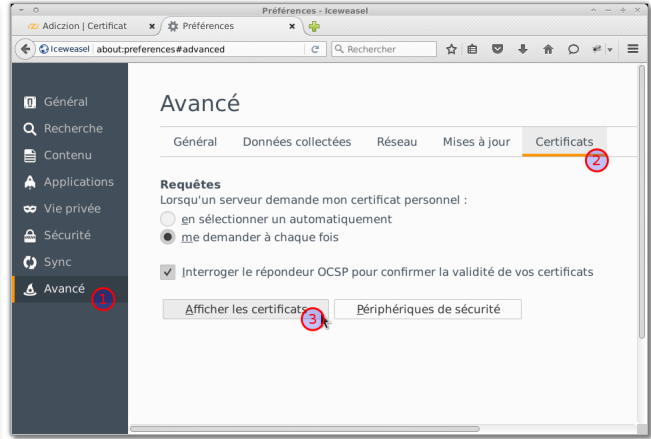 Préférences - Iceweasel
Adiczion | Certificat
Préférences
Iceweasel about:preferences#advanced
Rechercher
Général
Recherche
Contenu
Applications
Vie privée
Sécurité
Sync
Avancé
1
Avancé
Général Données collectées Réseau Mises à jour Certificats
2
Requêtes
Lorsqu'un serveur demande mon certificat personnel :
en sélectionner un automatiquement
me demander à chaque fois
Interroger le répondeur OCSP pour confirmer la validité de vos certificats
Afficher les certificats Périphériques de sécurité
3